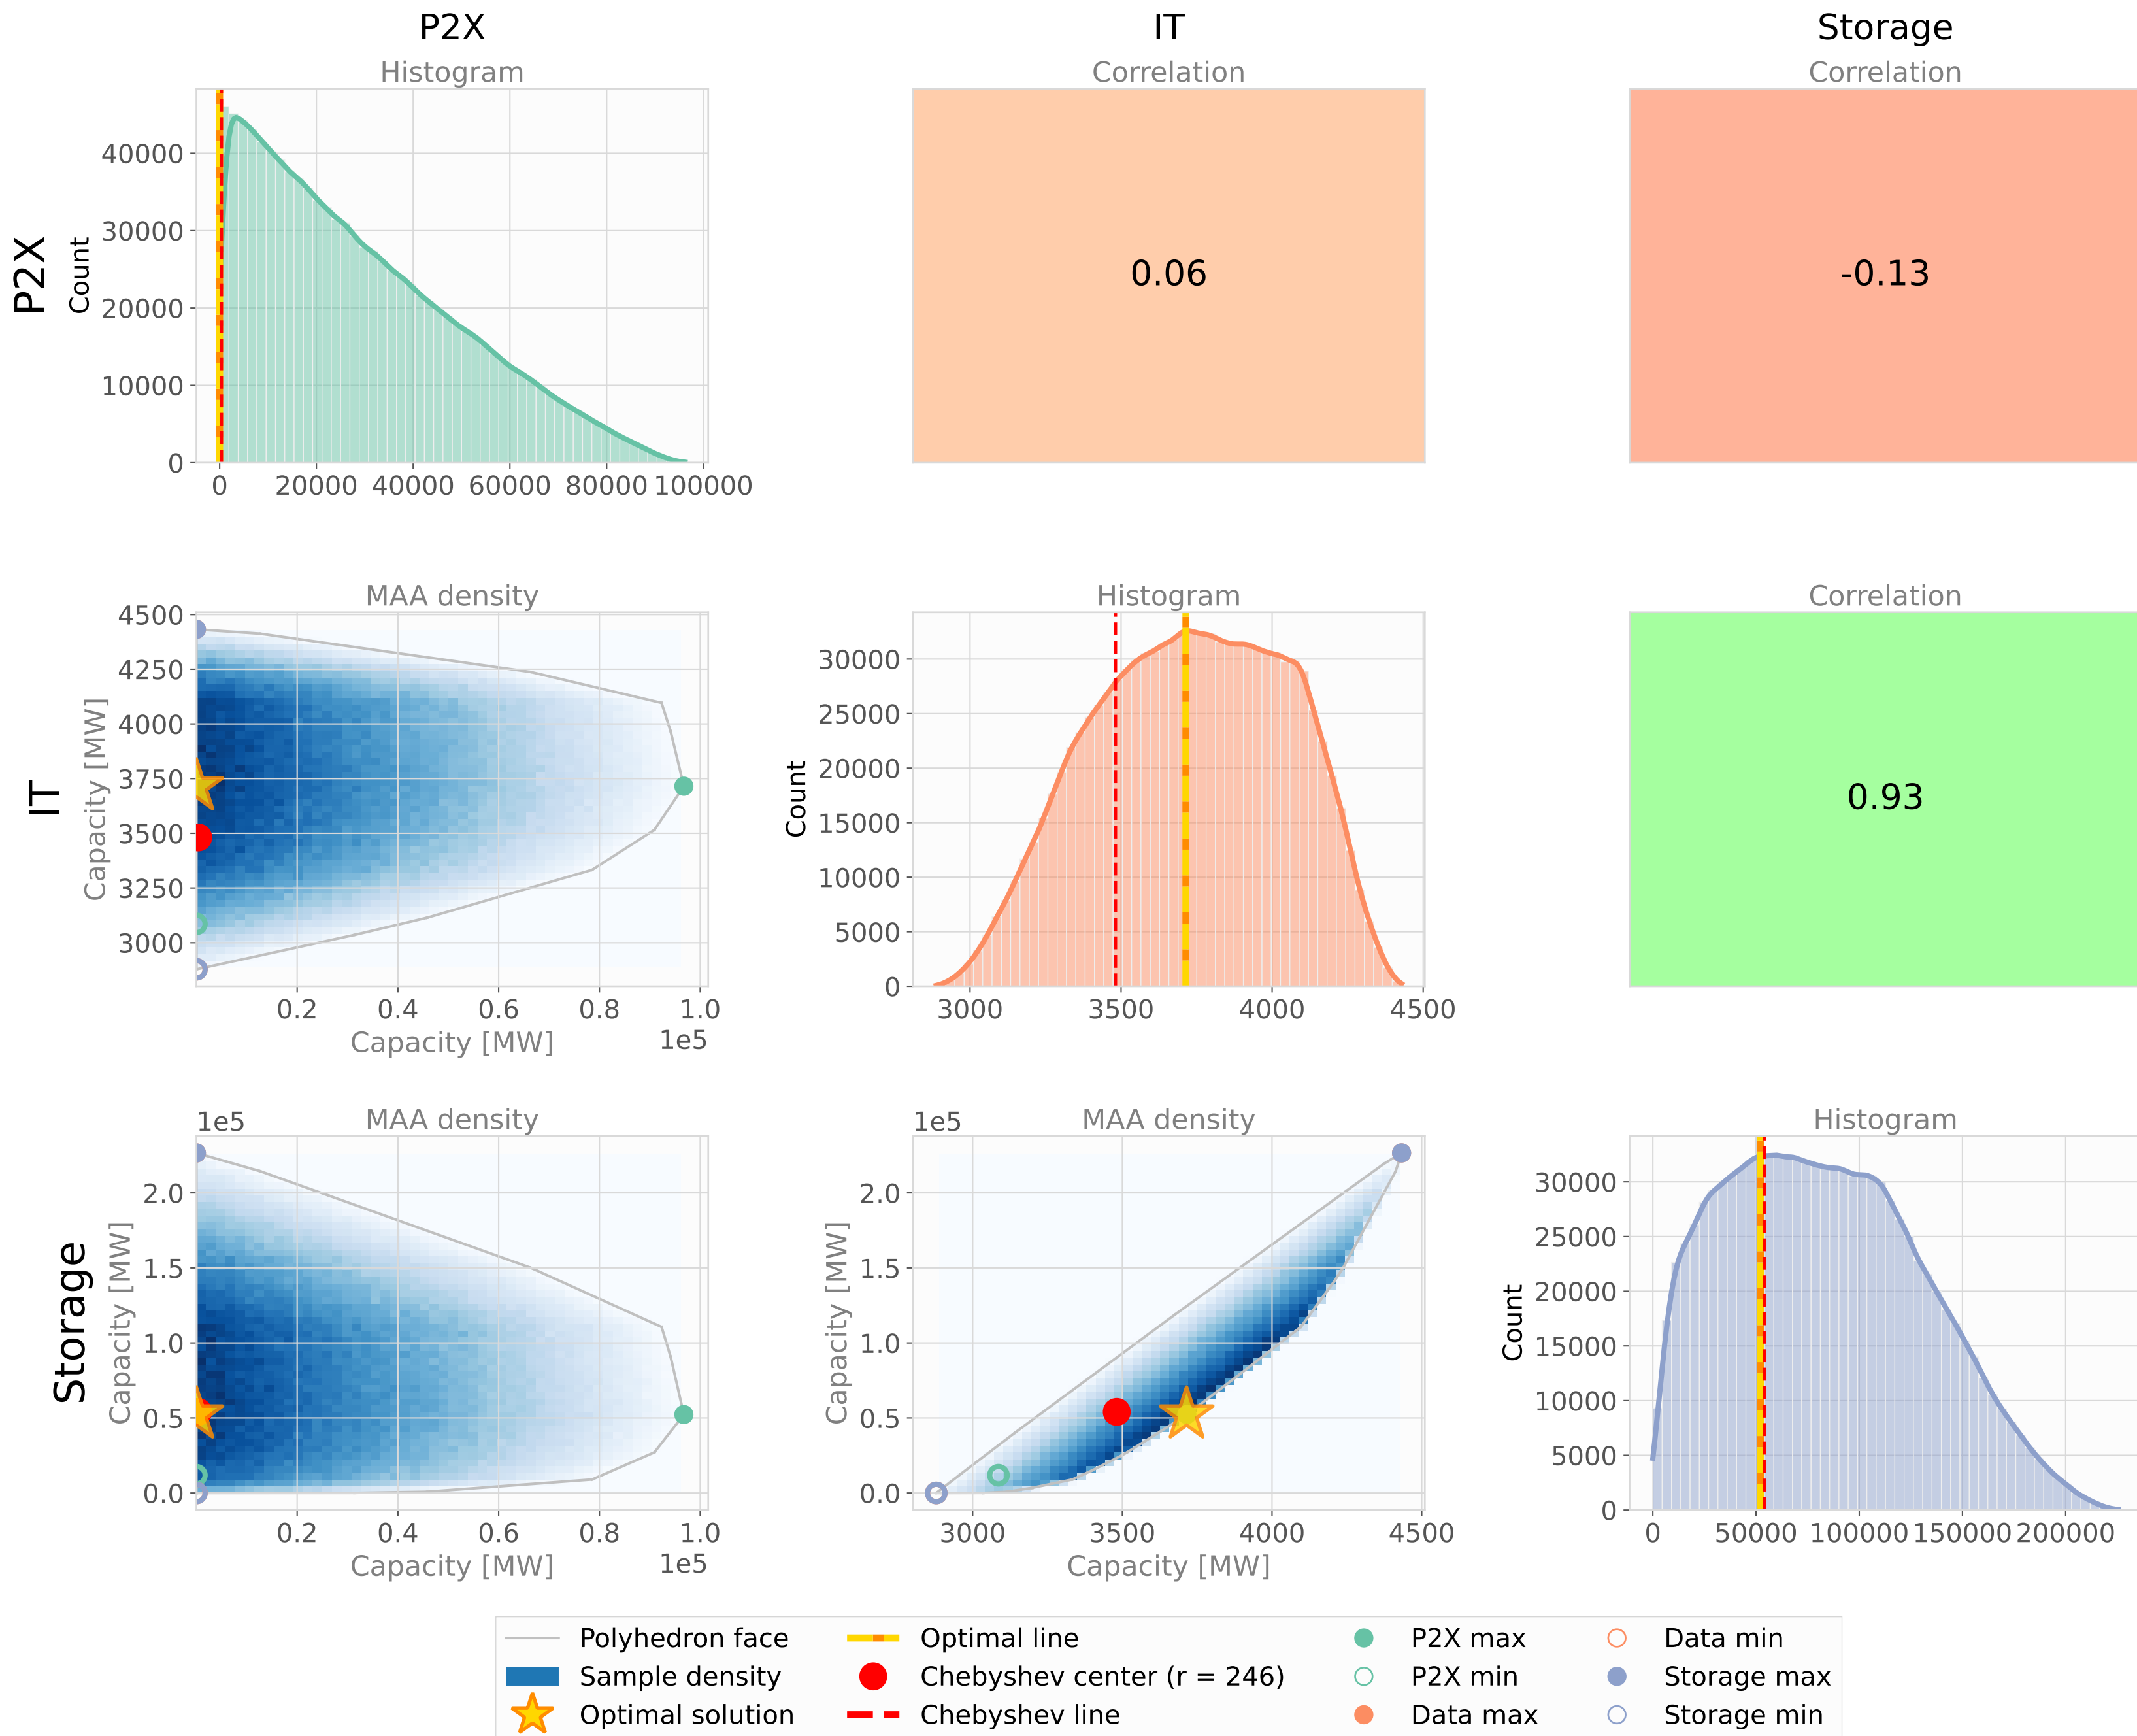 P2X
IT
Storage
Histogram
Correlation
Correlation
P2X
Count
40000
30000
20000
10000
0
0 20000 40000 60000 80000 100000
0.06
-0.13
MAA density
Histogram
Correlation
IT
Capacity [MW]
4500
4250
4000
3750
3500
3250
3000
0.2 0.4 0.6 0.8 1.0
Capacity [MW]
1e5
Count
30000
25000
20000
15000
10000
5000
0
3000 3500 4000 4500
0.93
1e5
MAA density
1e5
MAA density
Histogram
Storage
Capacity [MW]
2.0
1.5
1.0
0.5
0.0
0.2 0.4 0.6 0.8 1.0
Capacity [MW]
1e5
Capacity [MW]
2.0
1.5
1.0
0.5
0.0
3000 3500 4000 4500
Capacity [MW]
Count
30000
25000
20000
15000
10000
5000
0
0 50000 100000 150000 200000
Polyhedron face
Sample density
Optimal solution
Optimal line
Chebyshev center (r = 246)
Chebyshev line
P2X max
P2X min
Data max
Data min
Storage max
Storage min